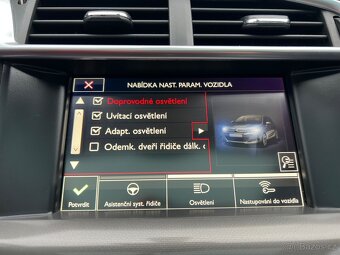 NABÍDKA NAST. PARAM. VOZIDLA
Doprovodné osvětlení
Uvítací osvětlení
Adapt. osvětlení
Odemk. dveří řidiče dálk. o
Potvrdit
Asistenční syst. řidiče
Osvětlení
Nastupování do vozidla